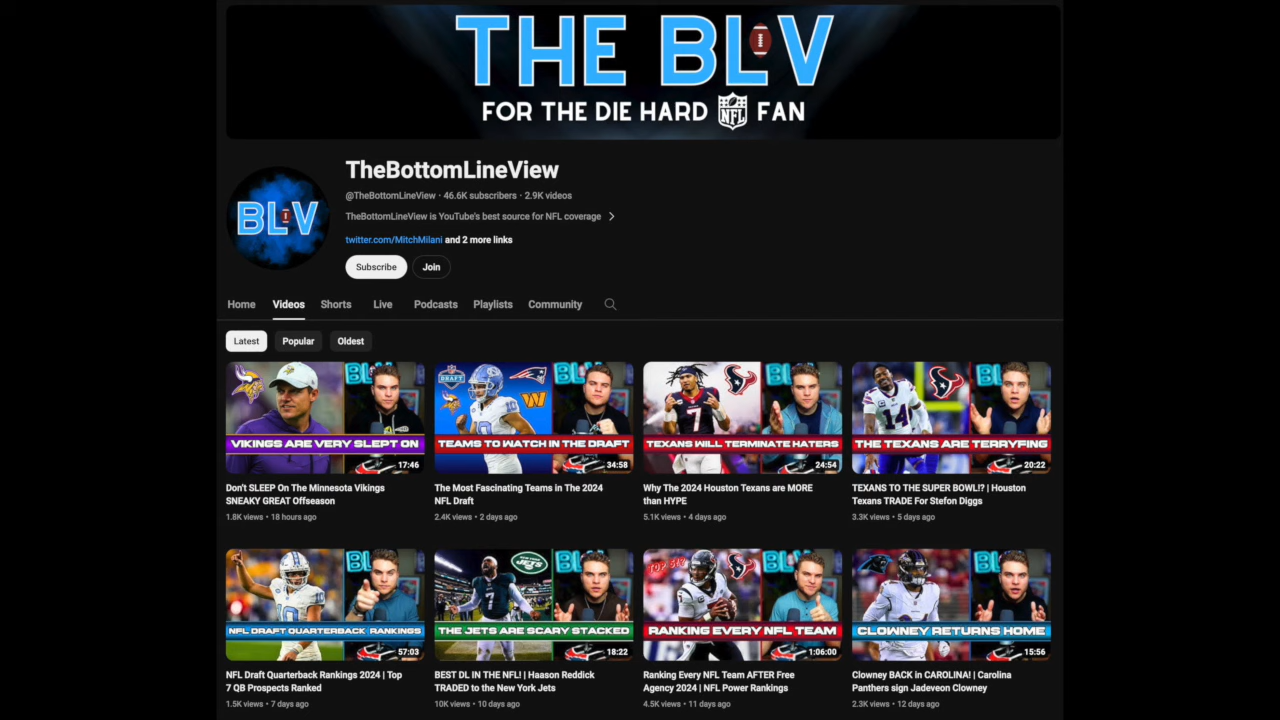 THE BLV
FOR THE DIE HARD NFL FAN
BLV
TheBottomLineView
@TheBottomLineView · 46.6K subscribers · 2.9K videos
TheBottomLineView is YouTube's best source for NFL coverage
twitter.com/MitchMilani and 2 more links
Subscribe Join
Home Videos Shorts Live Podcasts Playlists Community
Latest Popular Oldest
VIKINGS ARE VERY SLEPT ON
17:46
Don't SLEEP On The Minnesota Vikings
SNEAKY GREAT Offseason
1.8K views • 18 hours ago
DRAFT
TEAMS TO WATCH IN THE DRAFT
34:58
The Most Fascinating Teams in The 2024
NFL Draft
2.4K views • 2 days ago
TEXANS WILL TERMINATE HATERS
24:54
Why The 2024 Houston Texans are MORE
than HYPE
5.1K views • 4 days ago
THE TEXANS ARE TERRYFING
20:22
TEXANS TO THE SUPER BOWL!? | Houston
Texans TRADE For Stefon Diggs
3.3K views • 5 days ago
NFL DRAFT QUARTERBACK RANKINGS
57:03
NFL Draft Quarterback Rankings 2024 | Top
7 QB Prospects Ranked
1.5K views • 7 days ago
JETS
THE JETS ARE SCARY STACKED
18:22
BEST DL IN THE NFL! | Haason Reddick
TRADED to the New York Jets
10K views • 10 days ago
TOP 5!?
RANKING EVERY NFL TEAM
1:06:00
Ranking Every NFL Team AFTER Free
Agency 2024 | NFL Power Rankings
4.5K views • 11 days ago
CLOWNEY RETURNS HOME
15:56
Clowney BACK in CAROLINA! | Carolina
Panthers sign Jadeveon Clowney
2.3K views • 12 days ago